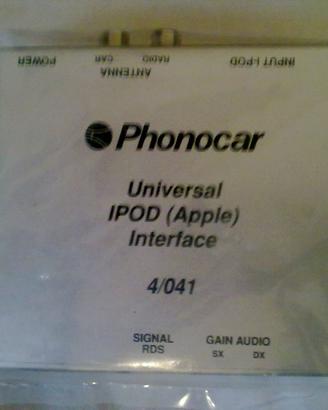 POWER ANTENNA INPUT I-POD
CAR RADIO
Phonocar
Universal
IPOD (Apple)
Interface
4/041
SIGNAL GAIN AUDIO
RDS SX DX